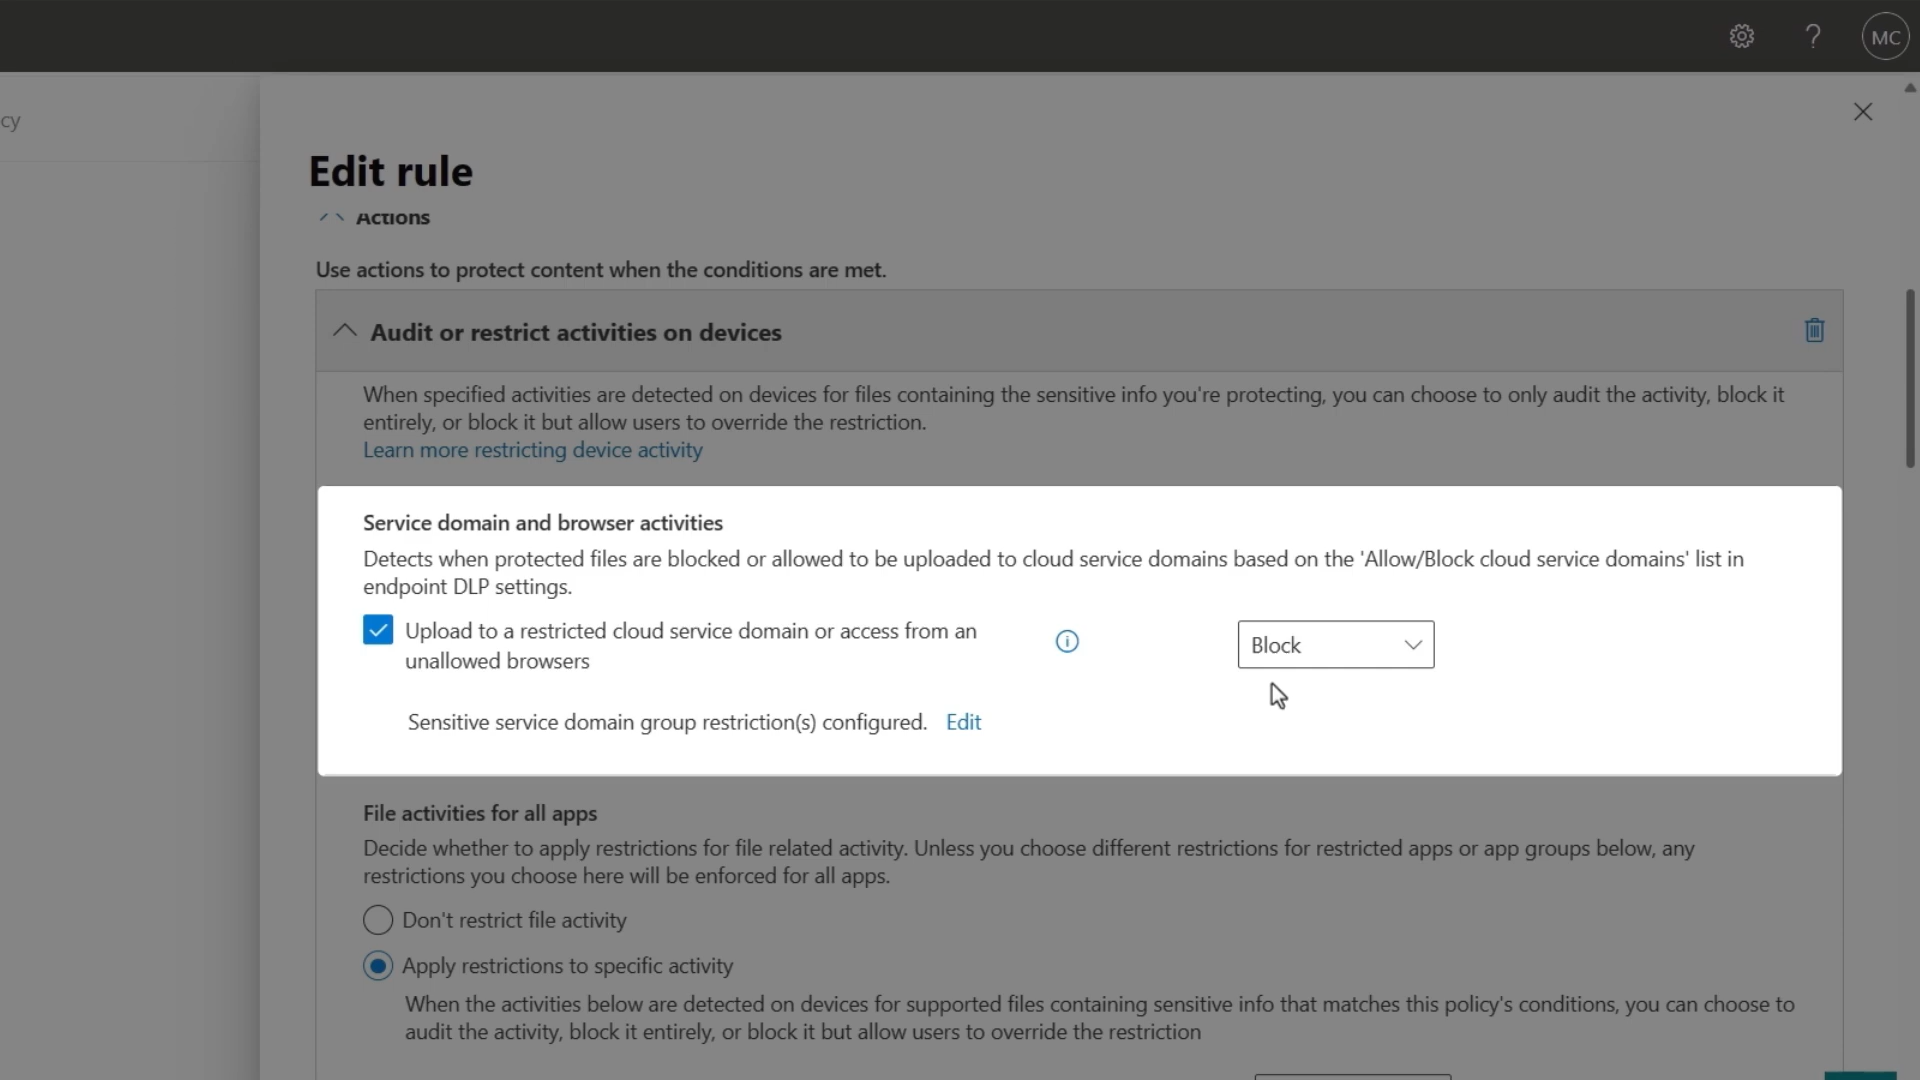 ?
MC
cy
Edit rule
Actions
Use actions to protect content when the conditions are met.
Audit or restrict activities on devices
When specified activities are detected on devices for files containing the sensitive info you're protecting, you can choose to only audit the activity, block it
entirely, or block it but allow users to override the restriction.
Learn more restricting device activity
Service domain and browser activities
Detects when protected files are blocked or allowed to be uploaded to cloud service domains based on the 'Allow/Block cloud service domains' list in
endpoint DLP settings.
Upload to a restricted cloud service domain or access from an
unallowed browsers
Block
Sensitive service domain group restriction(s) configured. Edit
File activities for all apps
Decide whether to apply restrictions for file related activity. Unless you choose different restrictions for restricted apps or app groups below, any
restrictions you choose here will be enforced for all apps.
Don't restrict file activity
Apply restrictions to specific activity
When the activities below are detected on devices for supported files containing sensitive info that matches this policy's conditions, you can choose to
audit the activity, block it entirely, or block it but allow users to override the restriction